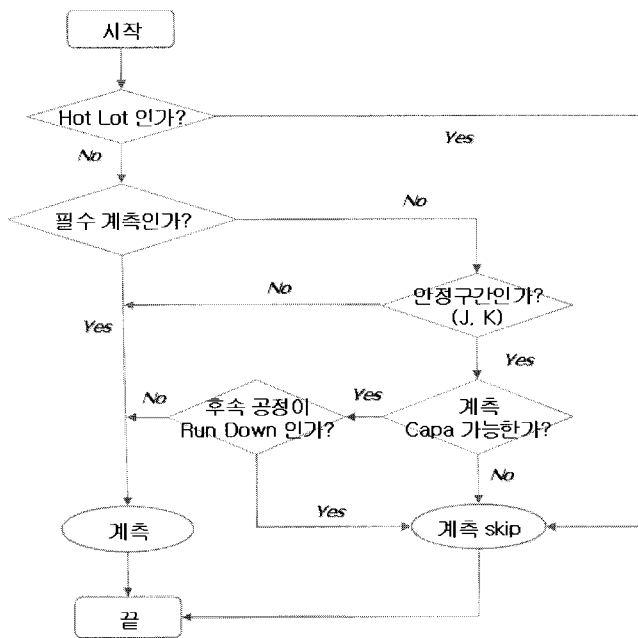 시작
Hot Lot 인가?
Yes
No
필수 계측인가?
No
안정구간인가?
(J, K)
No
Yes
Yes
후속 공정이
Run Down 인가?
No
Yes
계측
Capa 가능한가?
No
Yes
계측
계측 skip
끝